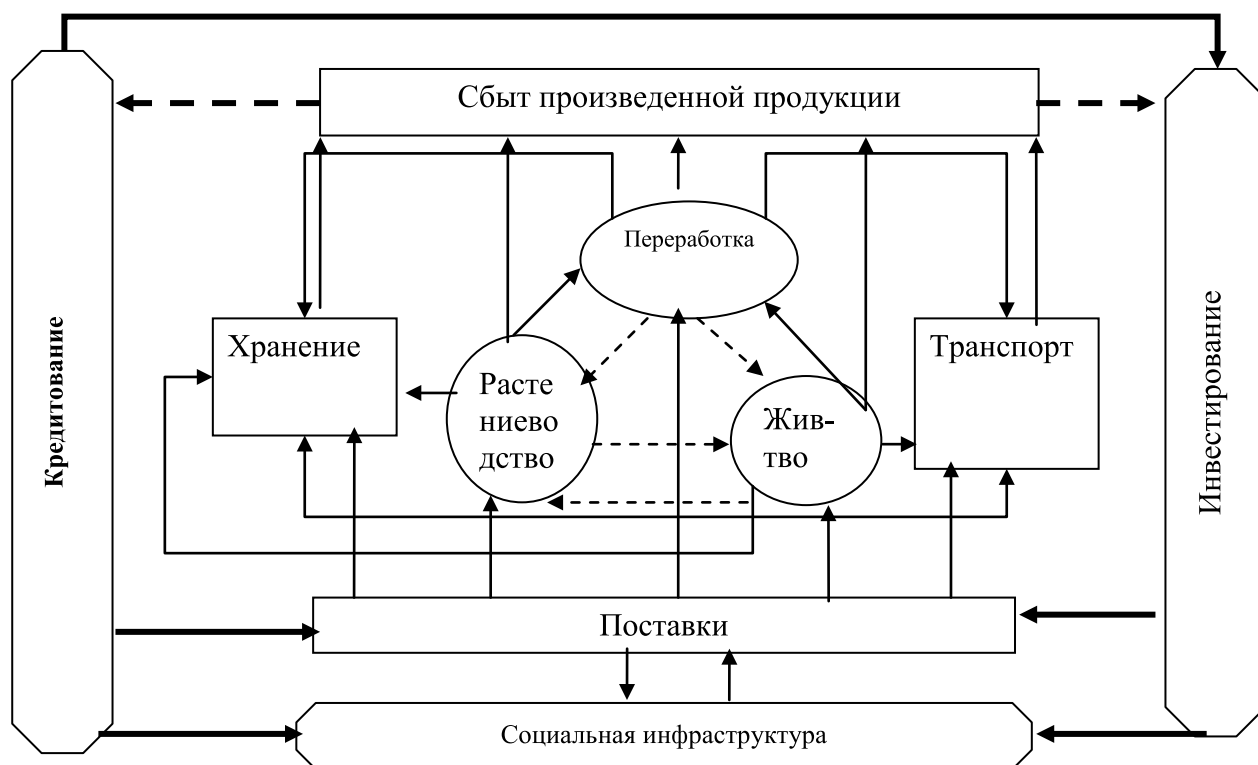 Сбыт произведенной продукции
Переработка
Кредитование
Хранение
Расте
ниево
дство
Жив-
тво
Транспорт
Инвестирование
Поставки
Социальная инфраструктура